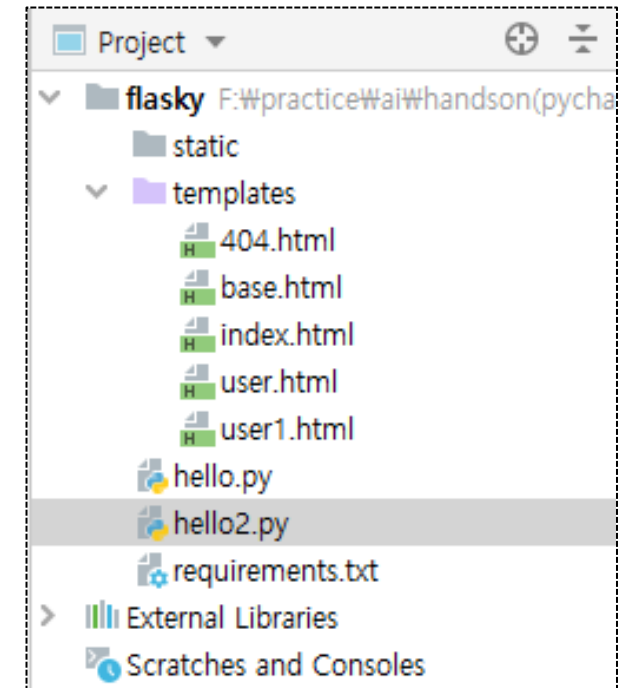 Project
flasky F:₩practice₩ai₩handson(pycha
static
templates
404.html
base.html
index.html
user.html
user1.html
hello.py
hello2.py
requirements.txt
External Libraries
Scratches and Consoles